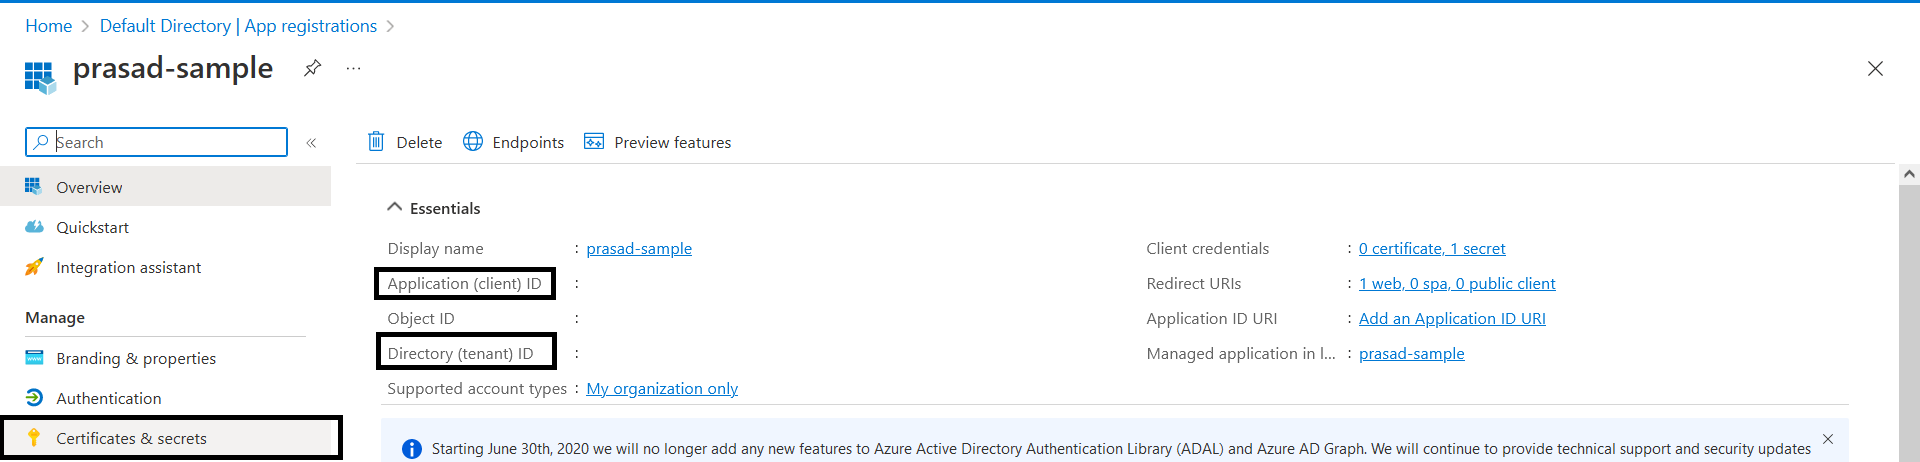 Home > Default Directory | App registrations >
prasad-sample ...
Search «
Overview
Quickstart
Integration assistant
Manage
Branding & properties
Authentication
Certificates & secrets
Delete Endpoints Preview features
Essentials
Display name : prasad-sample
Application (client) ID :
Object ID :
Directory (tenant) ID :
Supported account types : My organization only
Client credentials : 0 certificate, 1 secret
Redirect URIs : 1 web, 0 spa, 0 public client
Application ID URI : Add an Application ID URI
Managed application in l... : prasad-sample
Starting June 30th, 2020 we will no longer add any new features to Azure Active Directory Authentication Library (ADAL) and Azure AD Graph. We will continue to provide technical support and security updates